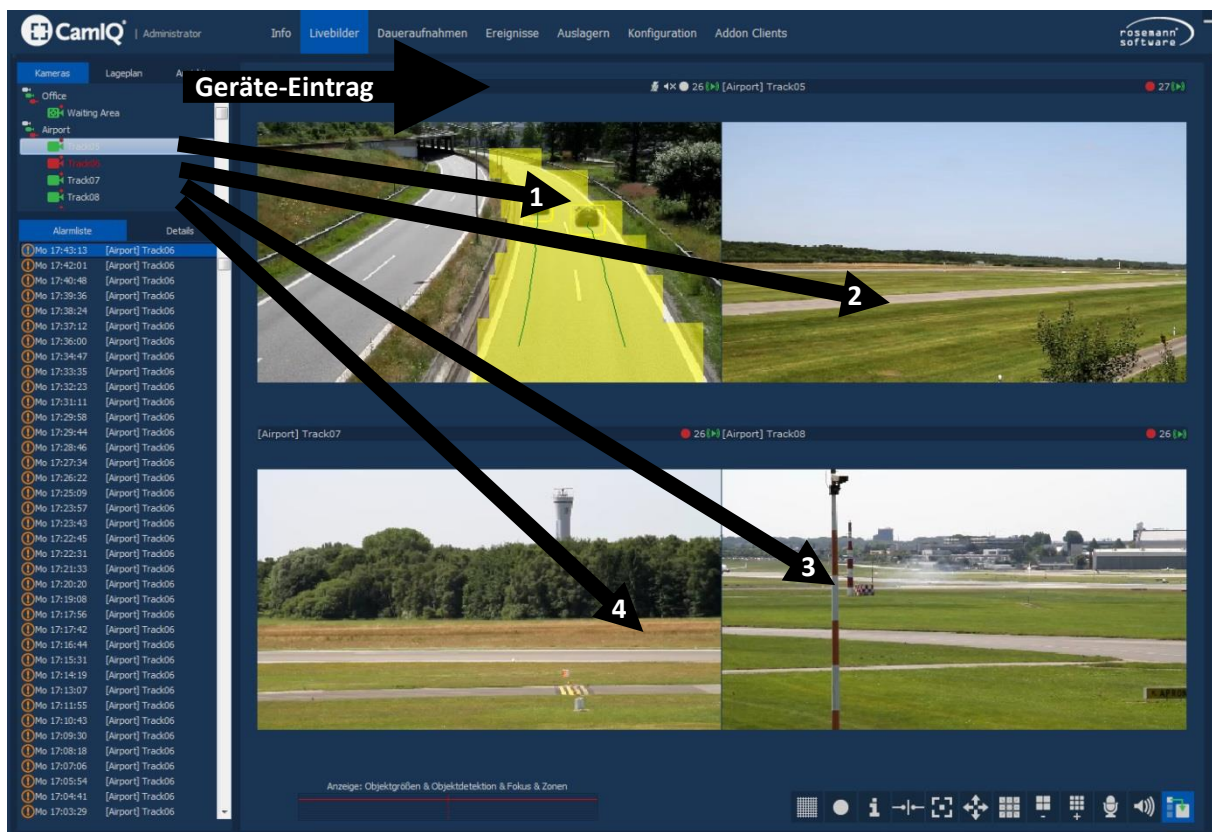 CamIQ | Administrator
Info Livebilder Daueraufnahmen Ereignisse Auslagern Konfiguration Addon Clients
rosemann
software
Kameras Lageplan
Geräte-Eintrag
26 [Airport] Track05 27
Office
Waiting Area
Airport
Track05
Track06
Track07
Track08
1
2
3
4
Alarmliste Details
Mo 17:43:13 [Airport] Track06
Mo 17:42:01 [Airport] Track06
Mo 17:40:48 [Airport] Track06
Mo 17:39:36 [Airport] Track06
Mo 17:38:24 [Airport] Track06
Mo 17:37:12 [Airport] Track06
Mo 17:36:00 [Airport] Track06
Mo 17:34:47 [Airport] Track06
Mo 17:33:35 [Airport] Track06
Mo 17:32:23 [Airport] Track06
Mo 17:31:11 [Airport] Track06
Mo 17:29:58 [Airport] Track06
Mo 17:29:44 [Airport] Track06
Mo 17:28:46 [Airport] Track06
Mo 17:27:34 [Airport] Track06
Mo 17:26:22 [Airport] Track06
Mo 17:25:09 [Airport] Track06
Mo 17:23:57 [Airport] Track06
Mo 17:23:43 [Airport] Track06
Mo 17:22:45 [Airport] Track06
Mo 17:22:31 [Airport] Track06
Mo 17:21:33 [Airport] Track06
Mo 17:20:20 [Airport] Track06
Mo 17:19:08 [Airport] Track06
Mo 17:17:56 [Airport] Track06
Mo 17:17:42 [Airport] Track06
Mo 17:16:44 [Airport] Track06
Mo 17:15:31 [Airport] Track06
Mo 17:14:19 [Airport] Track06
Mo 17:13:07 [Airport] Track06
Mo 17:11:55 [Airport] Track06
Mo 17:10:43 [Airport] Track06
Mo 17:09:30 [Airport] Track06
Mo 17:08:18 [Airport] Track06
Mo 17:07:06 [Airport] Track06
Mo 17:05:54 [Airport] Track06
Mo 17:04:41 [Airport] Track06
Mo 17:03:29 [Airport] Track06
[Airport] Track07 26 [Airport] Track08 26
Anzeige: Objektgrößen & Objektdetektion & Fokus & Zonen